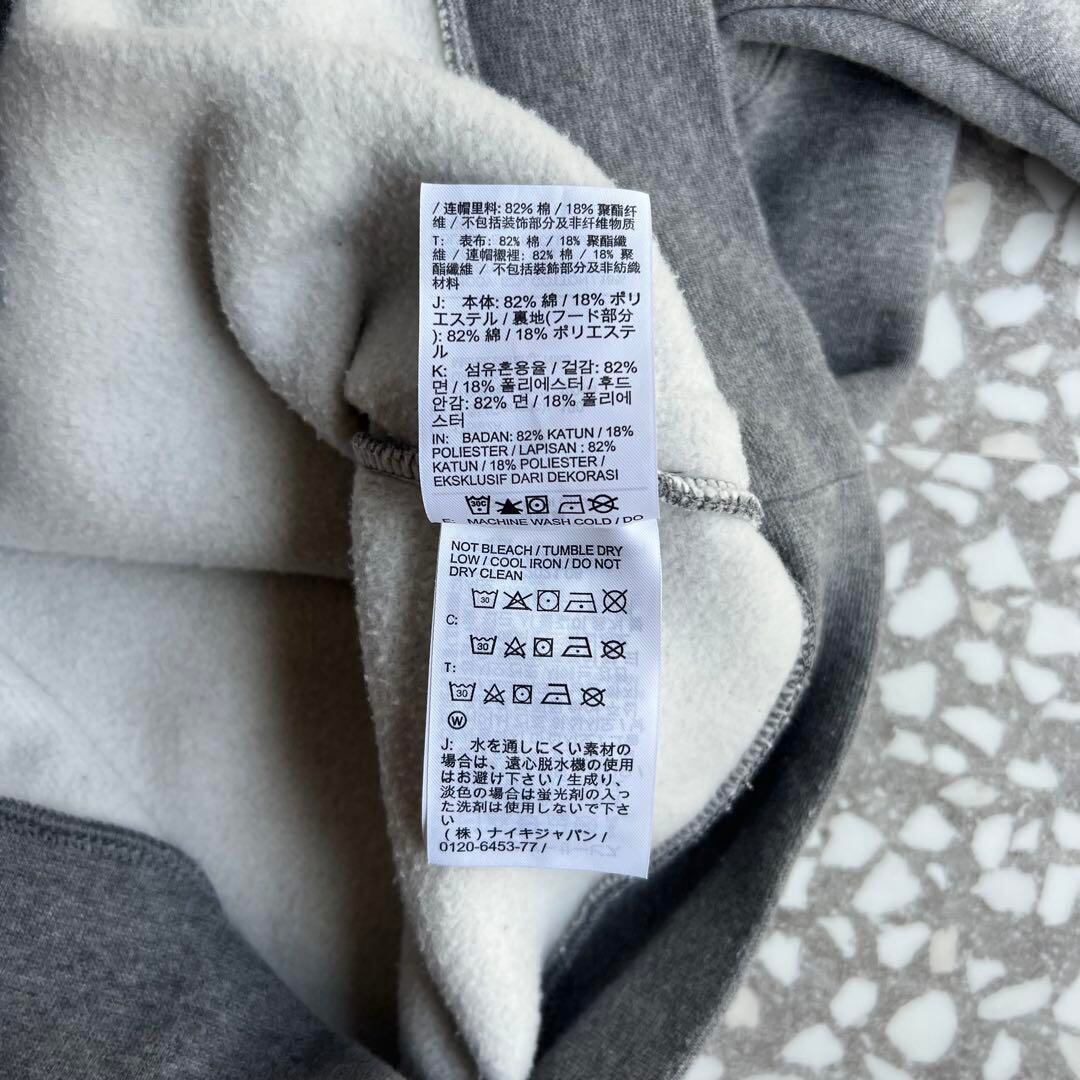 / 连帽里料: 82% 棉 / 18% 聚酯纤
维 / 不包括装饰部分及非纤维物质
T: 表布: 82% 棉 / 18% 聚酯纖
維 / 連帽襯裡: 82% 棉 / 18% 聚
酯纖維 / 不包括裝飾部分及非紡織
材料
J: 本体: 82% 綿 / 18% ポリ
エステル / 裏地(フード部分
): 82% 綿 / 18% ポリエステ
ル
K: 섬유혼용율 / 겉감: 82%
면 / 18% 폴리에스터 / 후드
안감: 82% 면 / 18% 폴리에
스터
IN: BADAN: 82% KATUN / 18%
POLIESTER / LAPISAN : 82%
KATUN / 18% POLIESTER /
EKSKLUSIF DARI DEKORASI
30C
E: MACHINE WASH COLD / DO
NOT BLEACH / TUMBLE DRY
LOW / COOL IRON / DO NOT
DRY CLEAN
30
C:
30
T:
30
W
J: 水を通しにくい素材の
場合は、遠心脱水機の使用
はお避け下さい / 生成り、
淡色の場合は蛍光剤の入っ
た洗剤は使用しないで下さ
い
(株) ナイキジャパン /
0120-6453-77 /